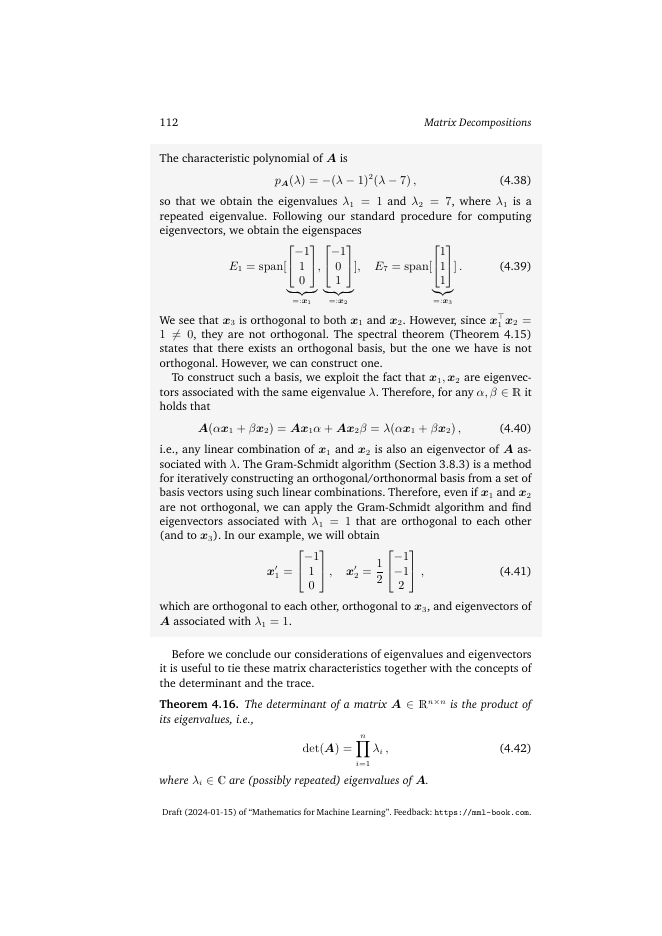 112 Matrix Decompositions
The characteristic polynomial of A is
p_A(λ) = −(λ − 1)²(λ − 7) , (4.38)
so that we obtain the eigenvalues λ₁ = 1 and λ₂ = 7, where λ₁ is a
repeated eigenvalue. Following our standard procedure for computing
eigenvectors, we obtain the eigenspaces
E₁ = span[[−1 1 0], [−1 0 1]], E₇ = span[[1 1 1]] . (4.39)
=:x₁ =:x₂ =:x₃
We see that x₃ is orthogonal to both x₁ and x₂. However, since x₁^⊤x₂ =
1 ≠ 0, they are not orthogonal. The spectral theorem (Theorem 4.15)
states that there exists an orthogonal basis, but the one we have is not
orthogonal. However, we can construct one.
To construct such a basis, we exploit the fact that x₁, x₂ are eigenvec-
tors associated with the same eigenvalue λ. Therefore, for any α, β ∈ ℝ it
holds that
A(αx₁ + βx₂) = Ax₁α + Ax₂β = λ(αx₁ + βx₂) , (4.40)
i.e., any linear combination of x₁ and x₂ is also an eigenvector of A as-
sociated with λ. The Gram-Schmidt algorithm (Section 3.8.3) is a method
for iteratively constructing an orthogonal/orthonormal basis from a set of
basis vectors using such linear combinations. Therefore, even if x₁ and x₂
are not orthogonal, we can apply the Gram-Schmidt algorithm and find
eigenvectors associated with λ₁ = 1 that are orthogonal to each other
(and to x₃). In our example, we will obtain
x₁′ = [−1 1 0] , x₂′ = 1/2 [−1 −1 2] , (4.41)
which are orthogonal to each other, orthogonal to x₃, and eigenvectors of
A associated with λ₁ = 1.
Before we conclude our considerations of eigenvalues and eigenvectors
it is useful to tie these matrix characteristics together with the concepts of
the determinant and the trace.
Theorem 4.16. The determinant of a matrix A ∈ ℝⁿˣⁿ is the product of
its eigenvalues, i.e.,
det(A) = ∏_{i=1}^{n} λᵢ , (4.42)
where λᵢ ∈ ℂ are (possibly repeated) eigenvalues of A.
Draft (2024-01-15) of “Mathematics for Machine Learning”. Feedback: https://mml-book.com.